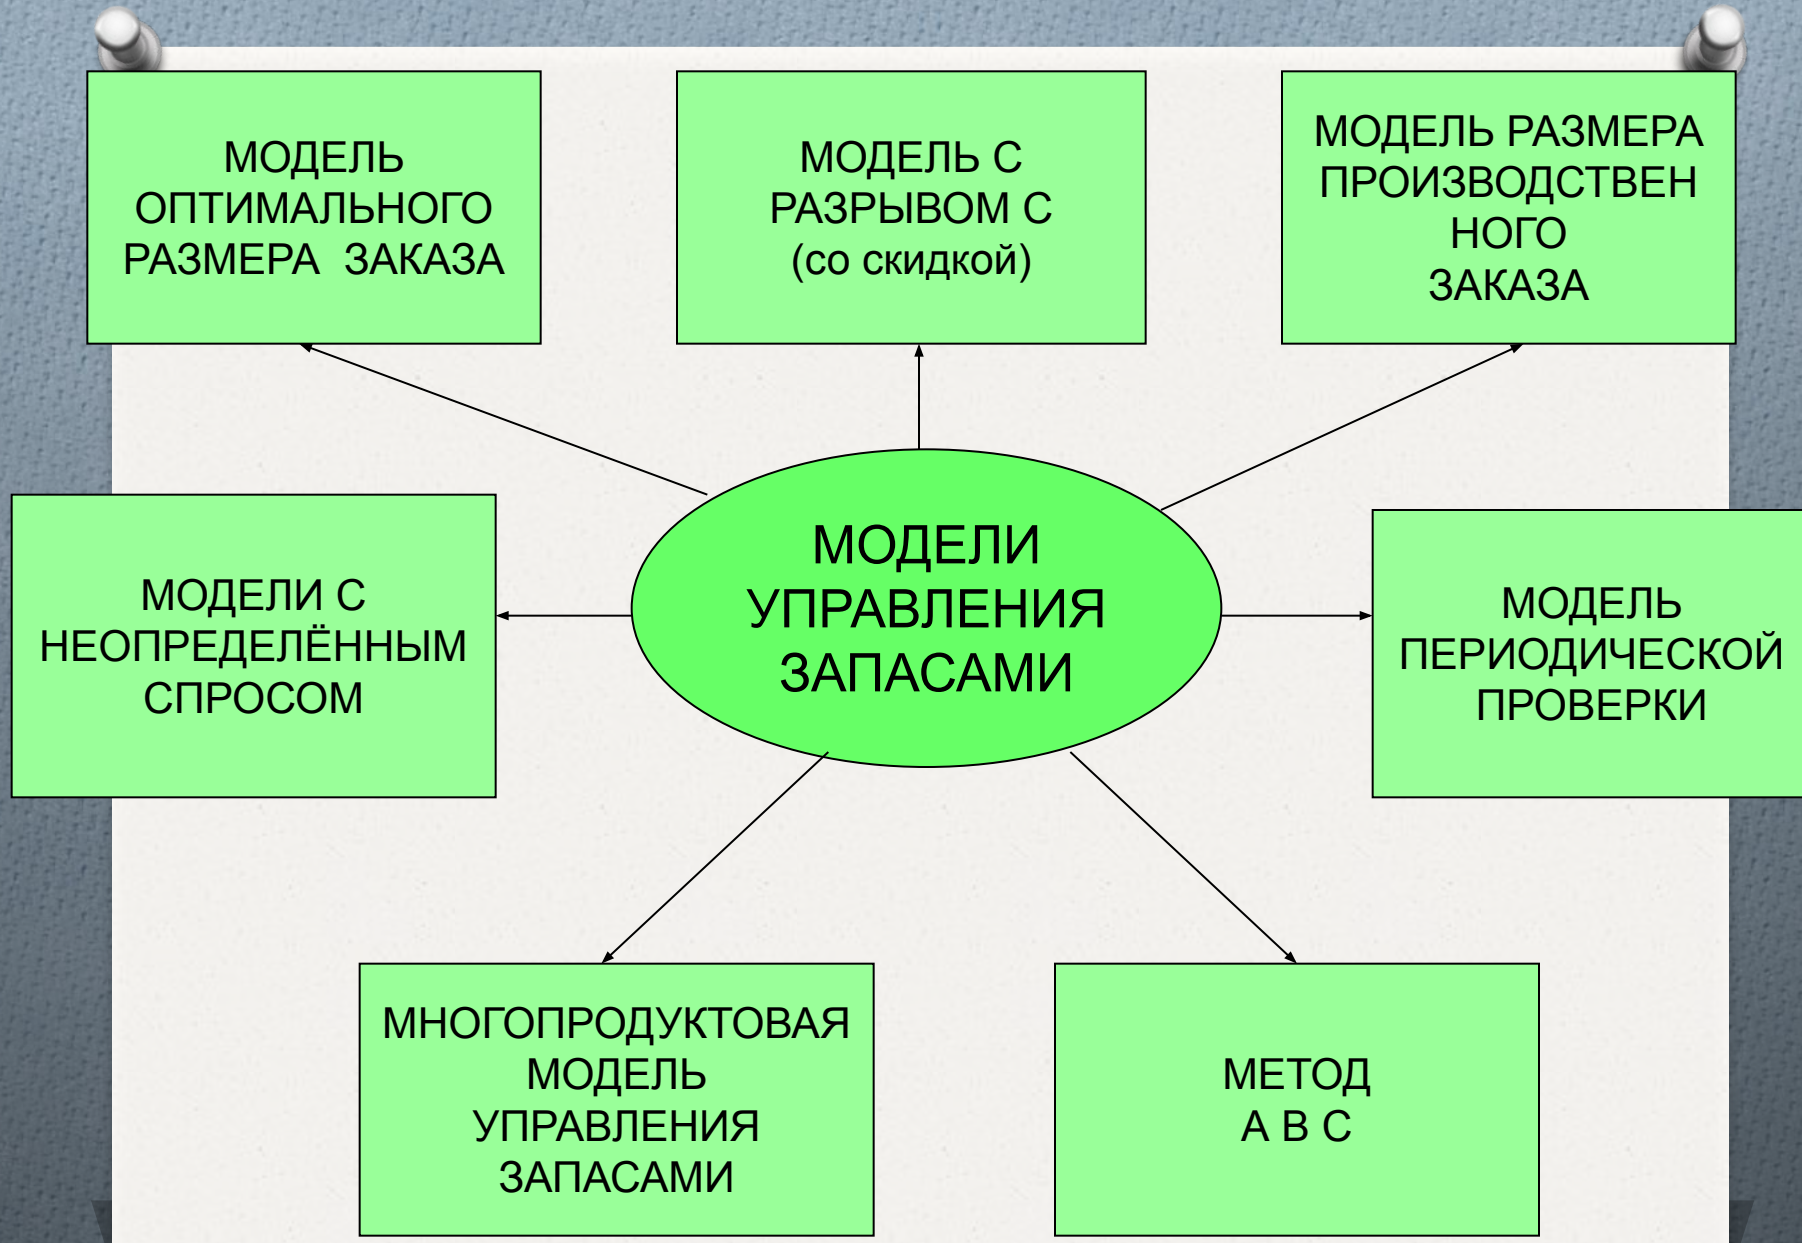 МОДЕЛЬ
ОПТИМАЛЬНОГО
РАЗМЕРА ЗАКАЗА
МОДЕЛЬ С
РАЗРЫВОМ С
(со скидкой)
МОДЕЛЬ РАЗМЕРА
ПРОИЗВОДСТВЕН
НОГО
ЗАКАЗА
МОДЕЛИ С
НЕОПРЕДЕЛЁННЫМ
СПРОСОМ
МОДЕЛИ
УПРАВЛЕНИЯ
ЗАПАСАМИ
МОДЕЛЬ
ПЕРИОДИЧЕСКОЙ
ПРОВЕРКИ
МНОГОПРОДУКТОВАЯ
МОДЕЛЬ
УПРАВЛЕНИЯ
ЗАПАСАМИ
МЕТОД
А В С